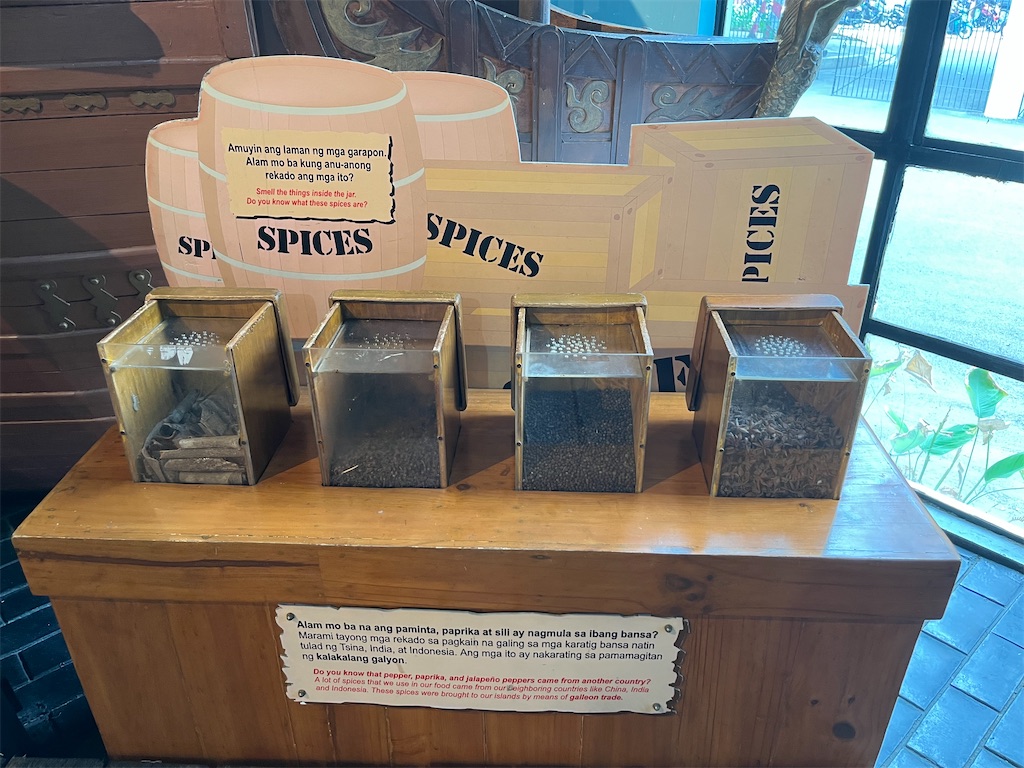 Amuyin ang laman ng mga garapon.
Alam mo ba kung anu-anong
rekado ang mga ito?
Smell the things inside the jar.
Do you know what these spices are?
SPICES
SPICES
PICES
Alam mo ba na ang paminta, paprika at sili ay nagmula sa ibang bansa?
Marami tayong mga rekado sa pagkain na galing sa mga karatig bansa natin
tulad ng Tsina, India, at Indonesia. Ang mga ito ay nakarating sa pamamagitan
ng kalakalang galyon.
Do you know that pepper, paprika, and jalapeño peppers came from another country?
A lot of spices that we use in our food came from our neighboring countries like China, India
and Indonesia. These spices were brought to our islands by means of galleon trade.